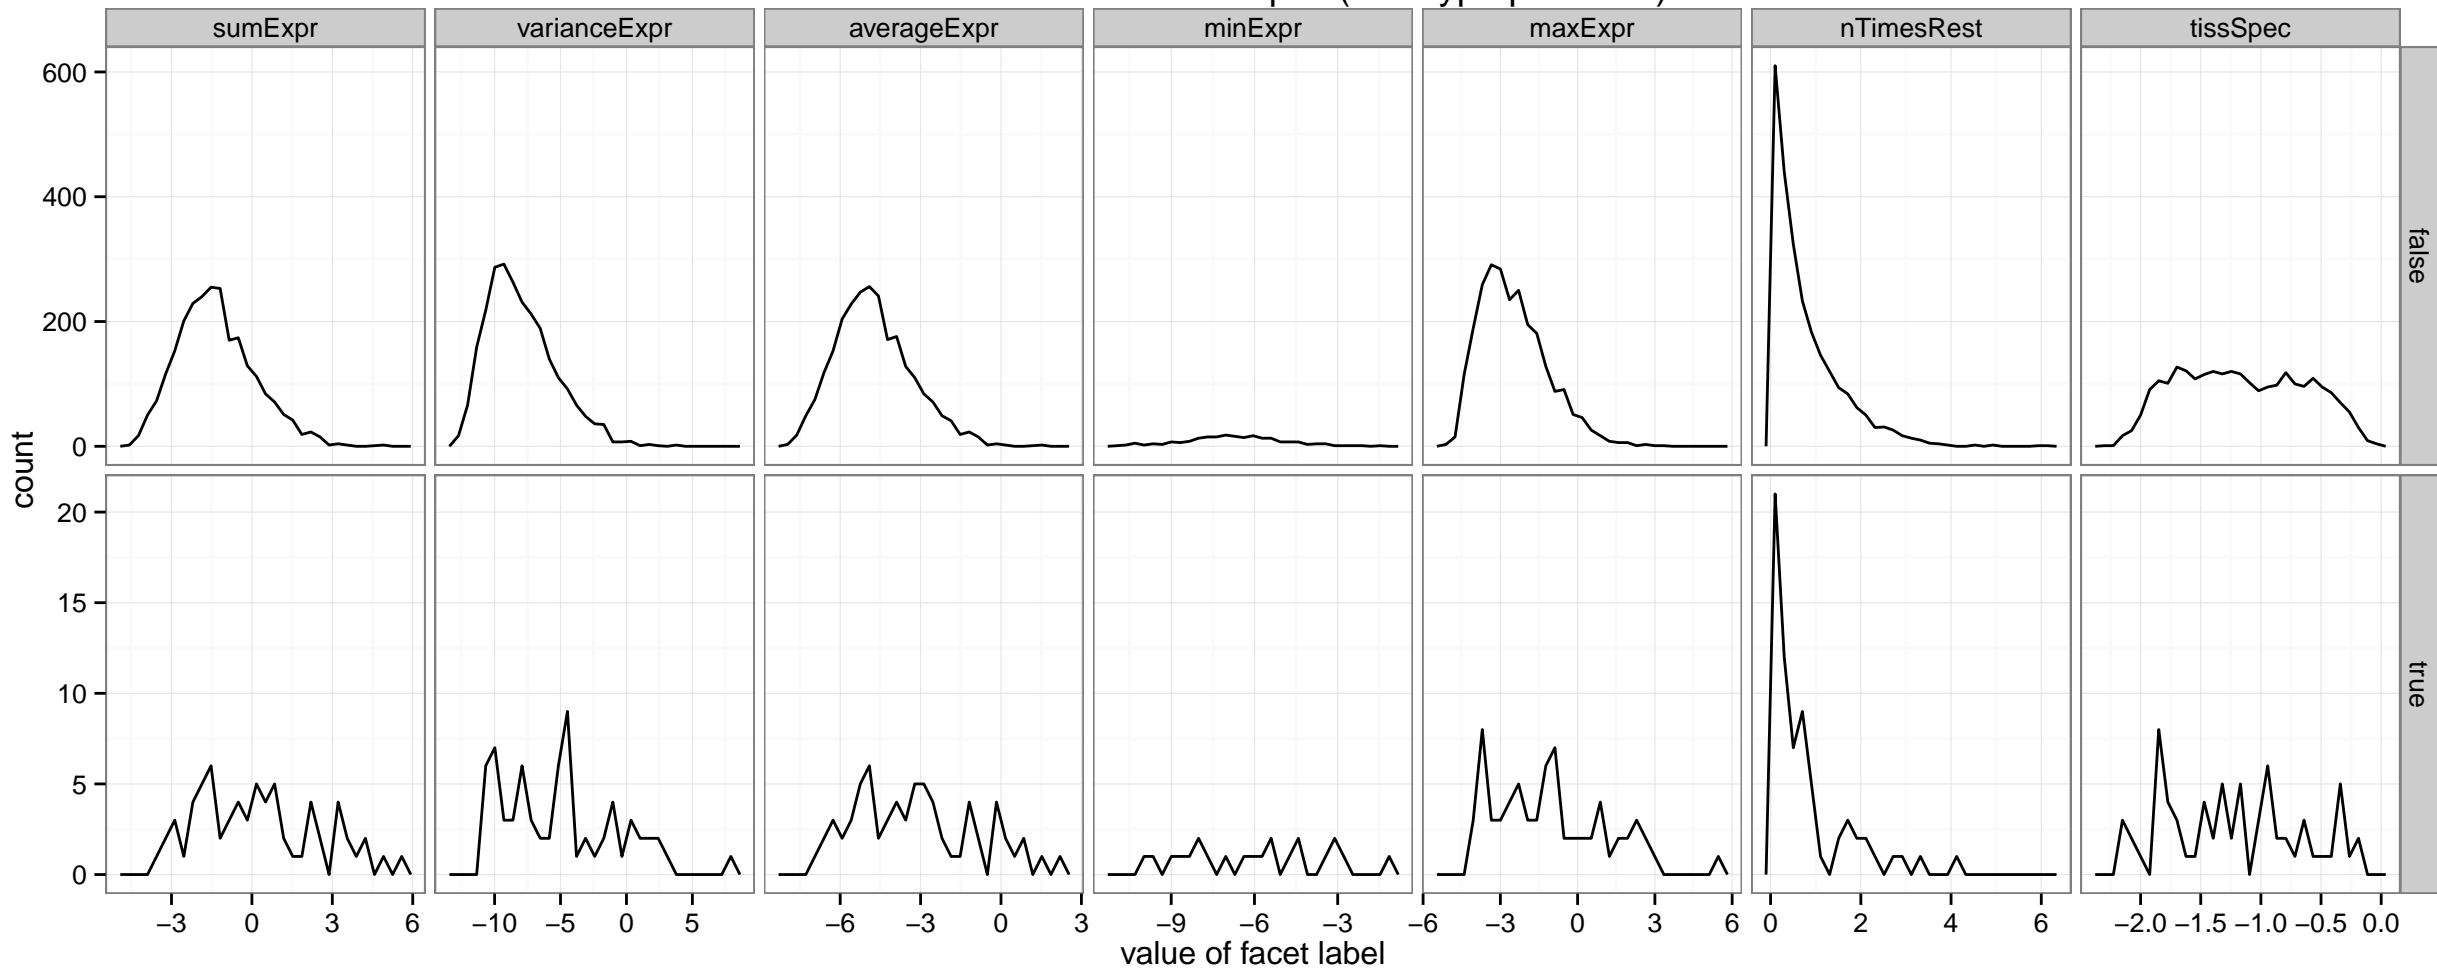 sumExpr varianceExpr averageExpr minExpr maxExpr nTimesRest tissSpec
600
400
200
0
false
count
20
15
10
5
0
true
−3 0 3 6 −10 −5 0 5 −6 −3 0 3 −9 −6 −3 −6 −3 0 3 6 0 2 4 6 −2.0 −1.5 −1.0 −0.5 0.0
value of facet label